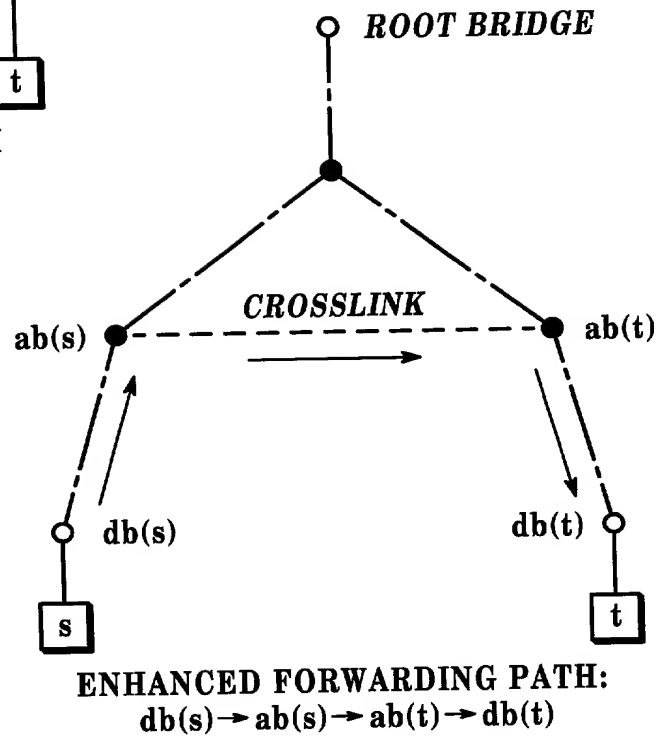 t
ROOT BRIDGE
CROSSLINK
ab(s)
ab(t)
db(s)
db(t)
s
t
ENHANCED FORWARDING PATH:
db(s)→ab(s)→ab(t)→db(t)